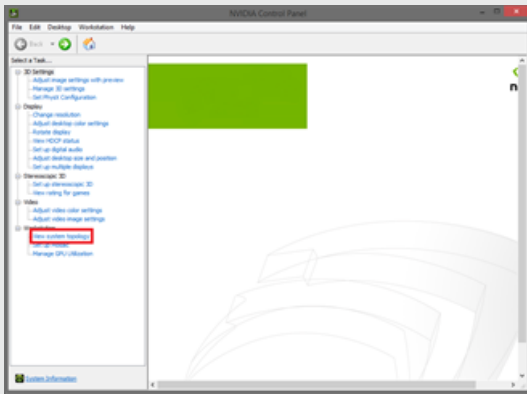 NVIDIA Control Panel
File Edit Desktop Workstation Help
Back
Select a Task...
3D Settings
Adjust image settings with preview
Manage 3D settings
Set PhysX Configuration
Display
Change resolution
Adjust desktop color settings
Rotate display
View HDCP status
Set up digital audio
Adjust desktop size and position
Set up multiple displays
Stereoscopic 3D
Set up stereoscopic 3D
View rating for games
Video
Adjust video color settings
Adjust video image settings
Workstation
View system topology
Set up Mosaic
Manage GPU Utilization
System Information
n